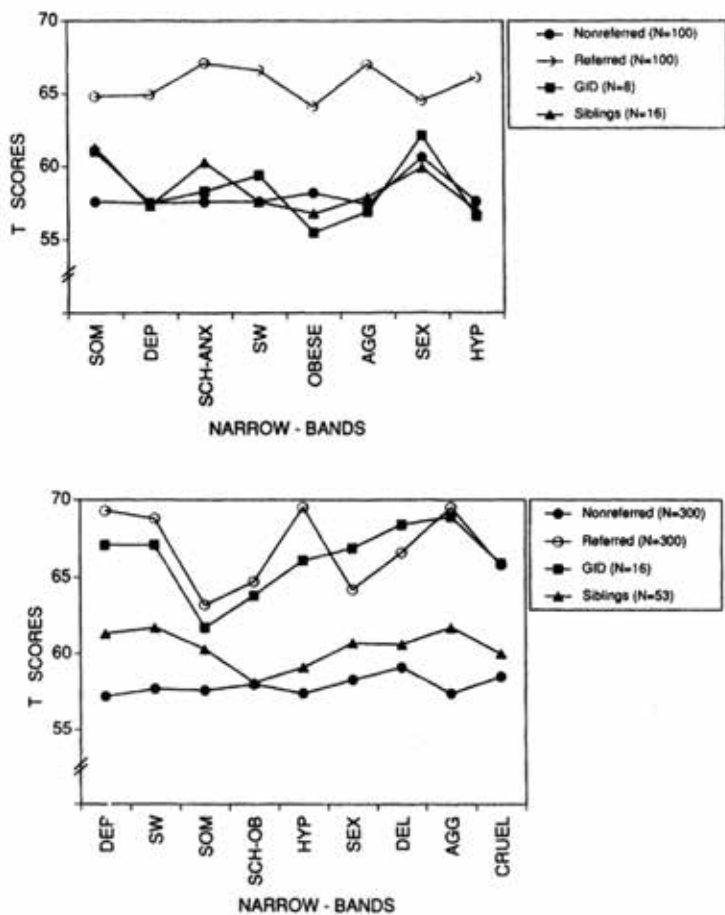 70
65
60
55
T SCORES
SOM
DEP
SCH-ANX
SW
OBESE
AGG
SEX
HYP
NARROW - BANDS
Nonreferred (N=100)
Referred (N=100)
GID (N=8)
Siblings (N=16)
70
65
60
55
T SCORES
DEP
SW
SOM
SCH-OB
HYP
SEX
DEL
AGG
CRUEL
NARROW - BANDS
Nonreferred (N=300)
Referred (N=300)
GID (N=16)
Siblings (N=53)